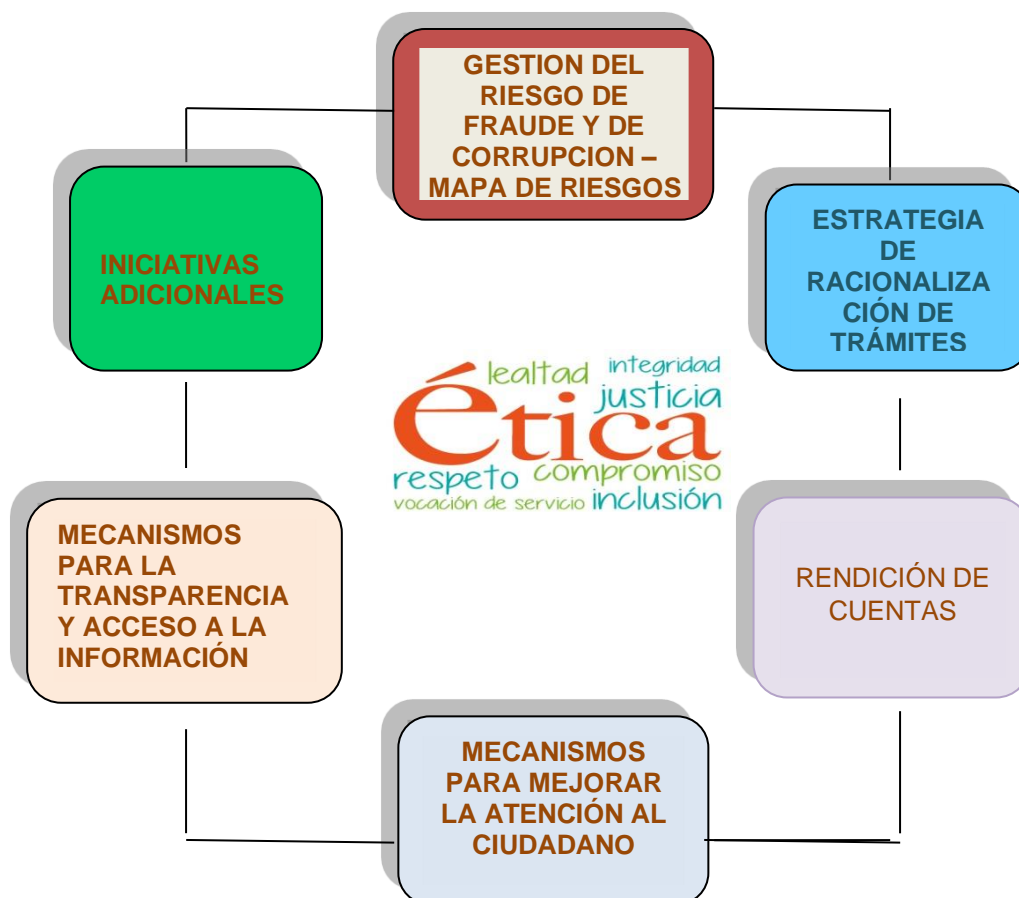 GESTION DEL
RIESGO DE
FRAUDE Y DE
CORRUPCION –
MAPA DE RIESGOS
ESTRATEGIA
DE
RACIONALIZA
CIÓN DE
TRÁMITES
RENDICIÓN DE
CUENTAS
MECANISMOS
PARA MEJORAR
LA ATENCIÓN AL
CIUDADANO
MECANISMOS
PARA LA
TRANSPARENCIA
Y ACCESO A LA
INFORMACIÓN
INICIATIVAS
ADICIONALES
lealtad integridad
justicia
ética
respeto compromiso
vocación de servicio inclusión